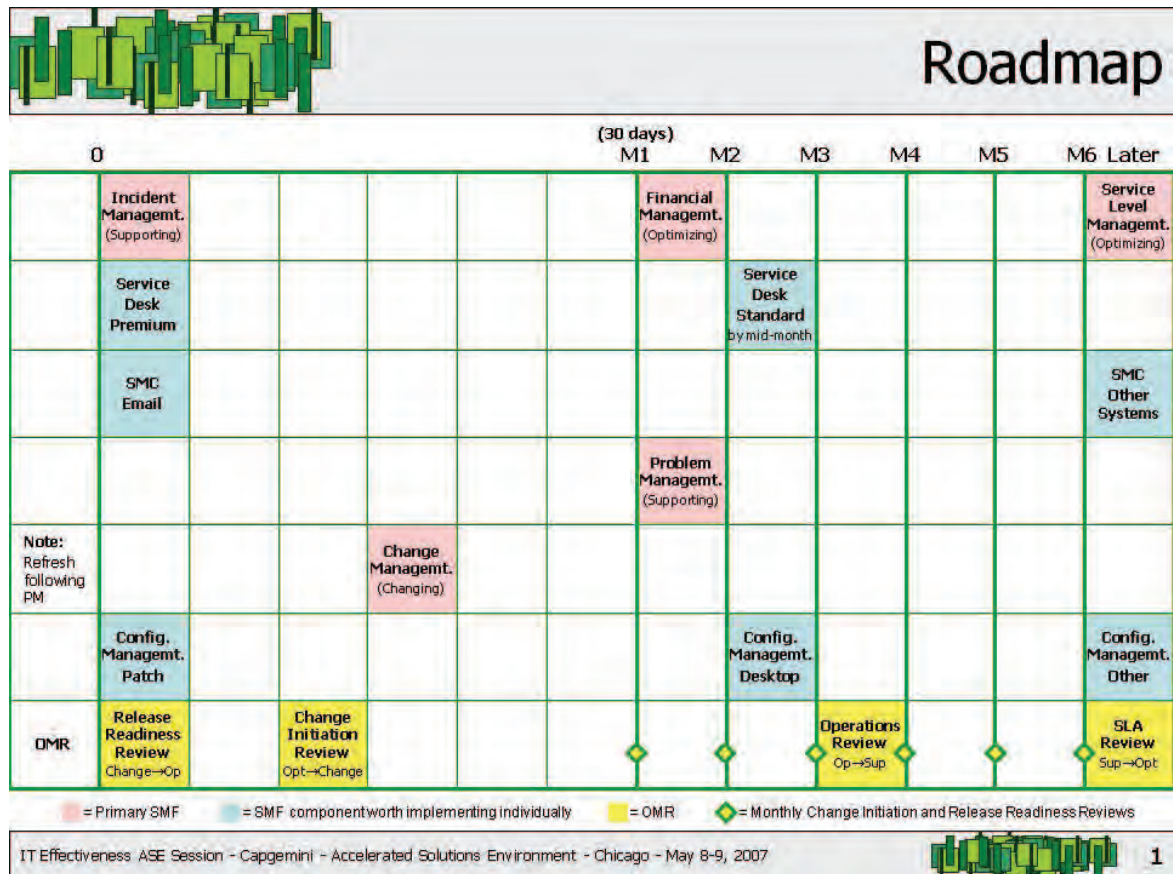 Roadmap
(30 days)
0 M1 M2 M3 M4 M5 M6 Later
Incident
Managemt.
(Supporting)
Financial
Managemt.
(Optimizing)
Service
Level
Managemt.
(Optimizing)
Service
Desk
Premium
Service
Desk
Standard
by mid-month
SMC
Email
SMC
Other
Systems
Problem
Managemt.
(Supporting)
Note:
Refresh
following
PM
Change
Managemt.
(Changing)
Config.
Managemt.
Patch
Config.
Managemt.
Desktop
Config.
Managemt.
Other
OMR
Release
Readiness
Review
Change→Op
Change
Initiation
Review
Opt→Change
Operations
Review
Op→Sup
SLA
Review
Sup→Opt
= Primary SMF
= SMF component worth implementing individually
= OMR
= Monthly Change Initiation and Release Readiness Reviews
IT Effectiveness ASE Session - Capgemini - Accelerated Solutions Environment - Chicago - May 8-9, 2007
1